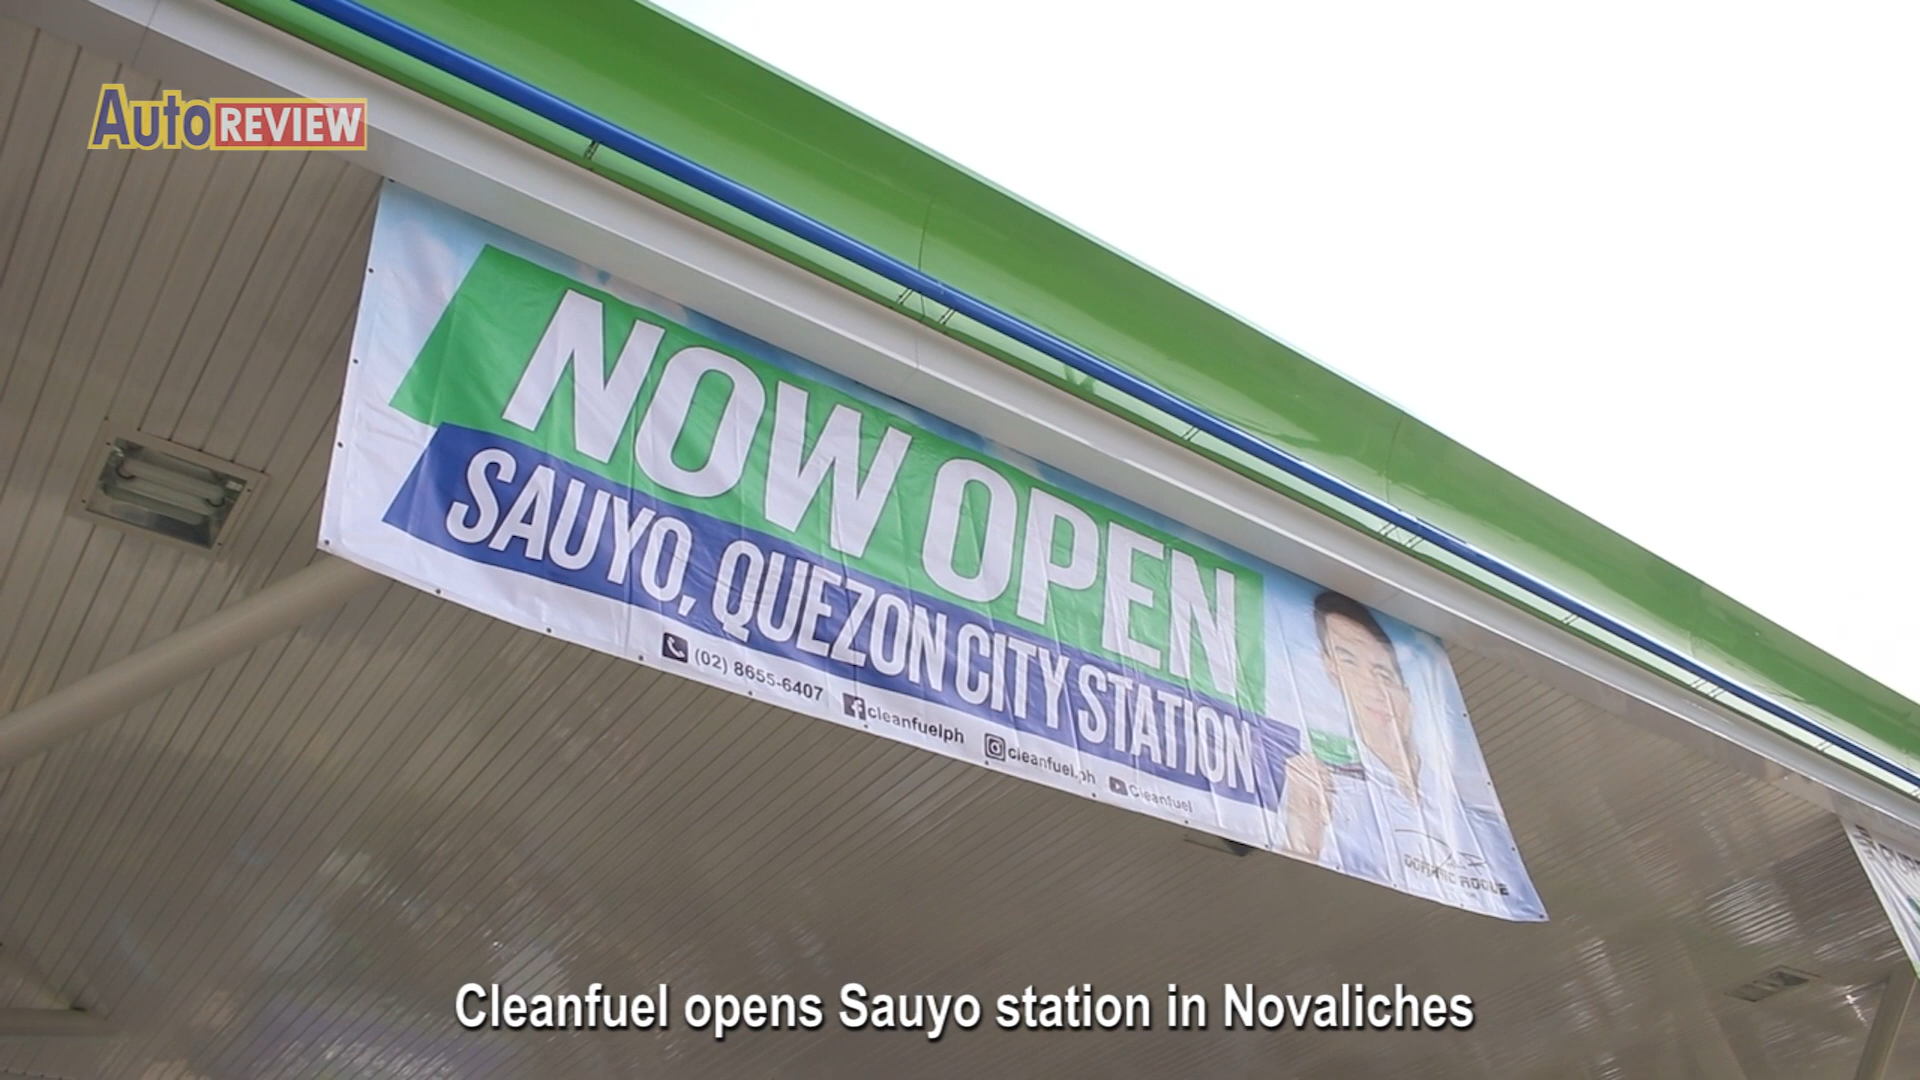 AutoREVIEW
NOW OPEN
SAUYO, QUEZON CITY STATION
(02) 8655-6407
cleanfuelph
cleanfuel.ph
Cleanfuel
Cleanfuel opens Sauyo station in Novaliches